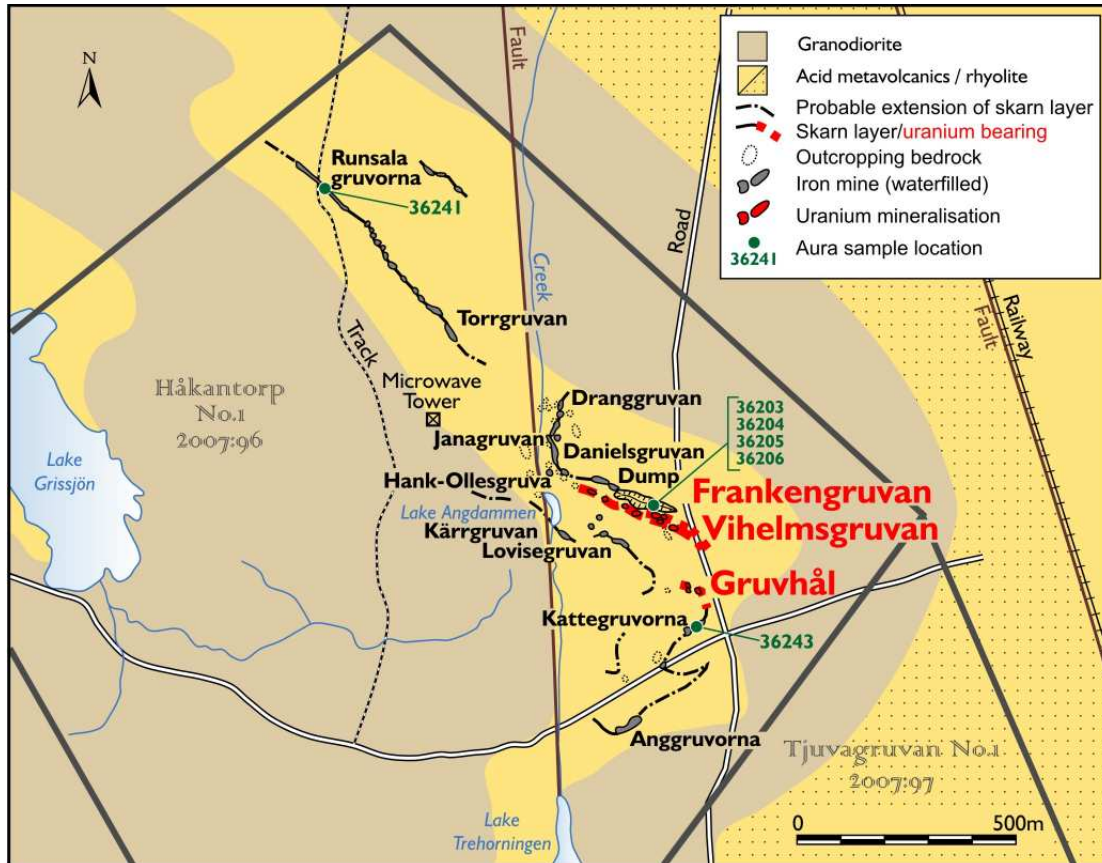 N
Fault
Granodiorite
Acid metavolcanics / rhyolite
Probable extension of skarn layer
Skarn layer/uranium bearing
Outcropping bedrock
Iron mine (waterfilled)
Uranium mineralisation
36241
Aura sample location
Runsala
gruvorna
36241
Road
Creek
Torrgruvan
Track
Railway
Fault
Microwave
Tower
Håkantorp
No.1
2007:96
Dranggruvan
36203
36204
36205
36206
Janagruvan
Danielsgruvan
Dump
Lake
Grissjön
Hank-Ollesgruva
Frankengruvan
Lake Angdammen
Vihelmsgruvan
Kärrgruvan
Lovisegruvan
Gruvhål
Kattegruvorna
36243
Anggruvorna
Tjuvagruvan No.1
2007:97
Lake
Trehorningen
0
500m